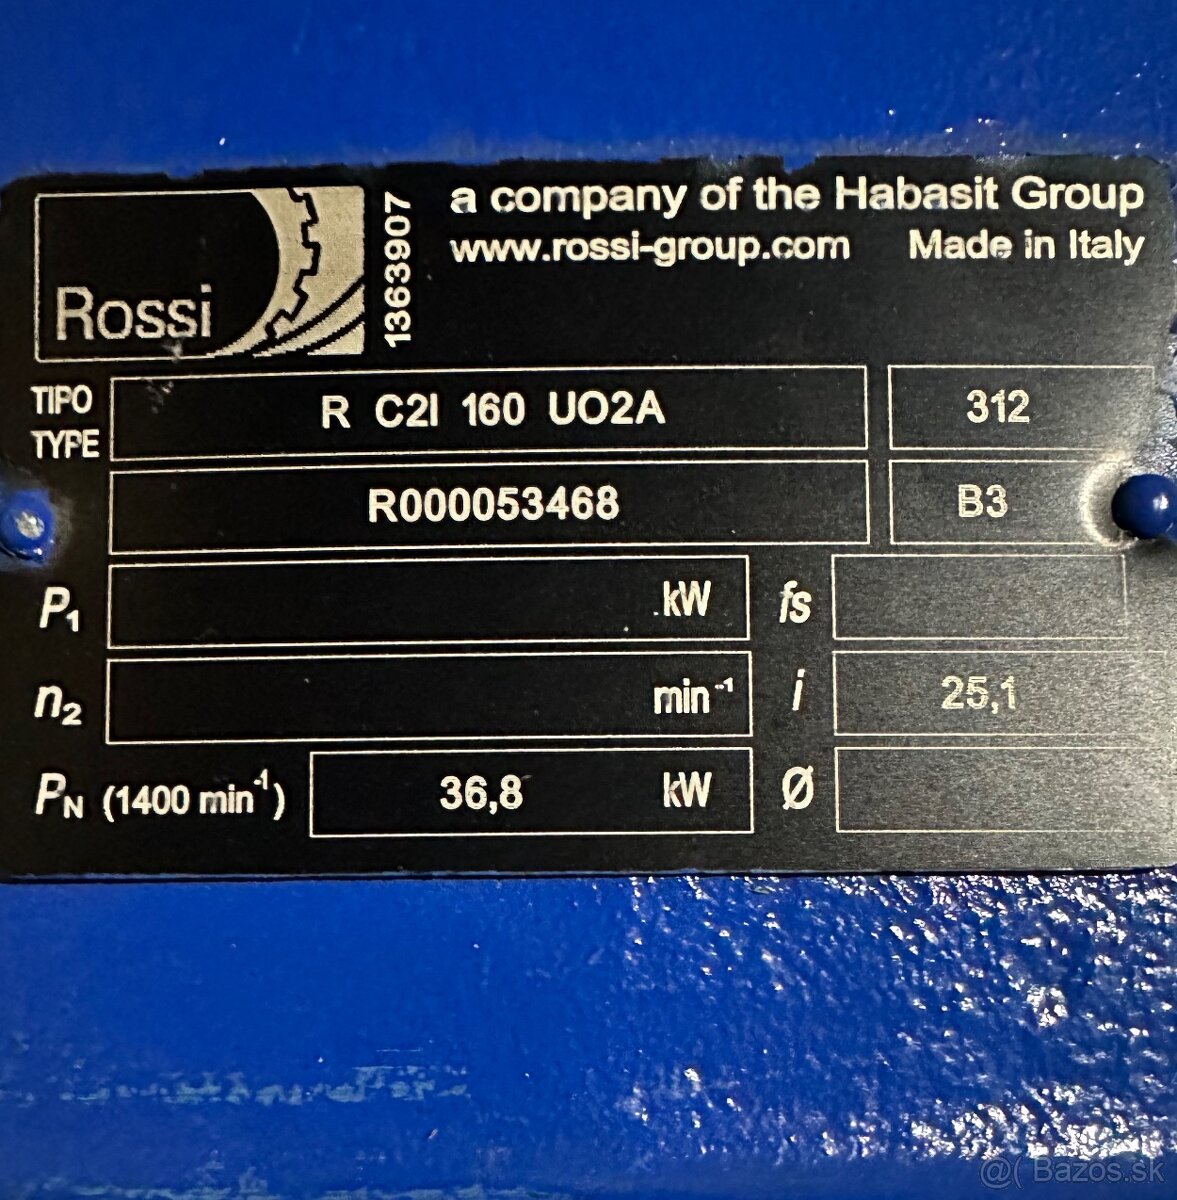 Rossi
1363907
a company of the Habasit Group
www.rossi-group.com Made in Italy
TIPO
TYPE
R C2I 160 UO2A 312
R000053468 B3
P1 kW fs
n2 min-1 i 25,1
PN (1400 min-1) 36,8 kW Ø
@( Bazos.sk